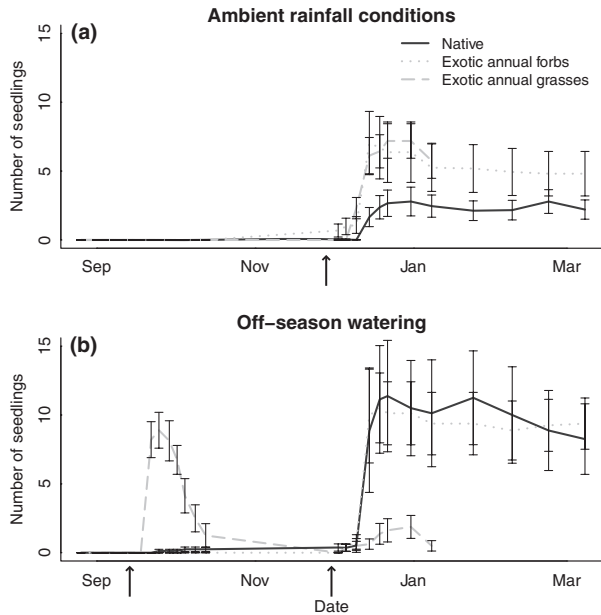 Ambient rainfall conditions
(a)
Native
Exotic annual forbs
Exotic annual grasses
Number of seedlings
15
10
5
0
Sep
Nov
Jan
Mar
Off−season watering
(b)
Number of seedlings
15
10
5
0
Sep
Nov
Jan
Mar
Date